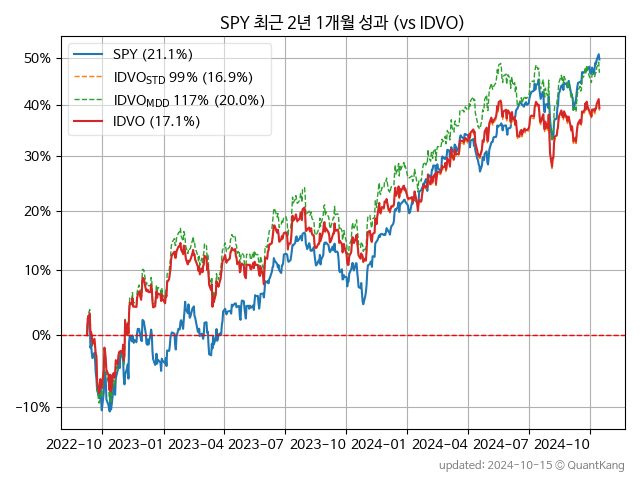 SPY 최근 2년 1개월 성과 (vs IDVO)
SPY (21.1%)
IDVO_STD 99% (16.9%)
IDVO_MDD 117% (20.0%)
IDVO (17.1%)
50%
40%
30%
20%
10%
0%
−10%
2022-10 2023-01 2023-04 2023-07 2023-10 2024-01 2024-04 2024-07 2024-10
updated: 2024-10-15 © QuantKang